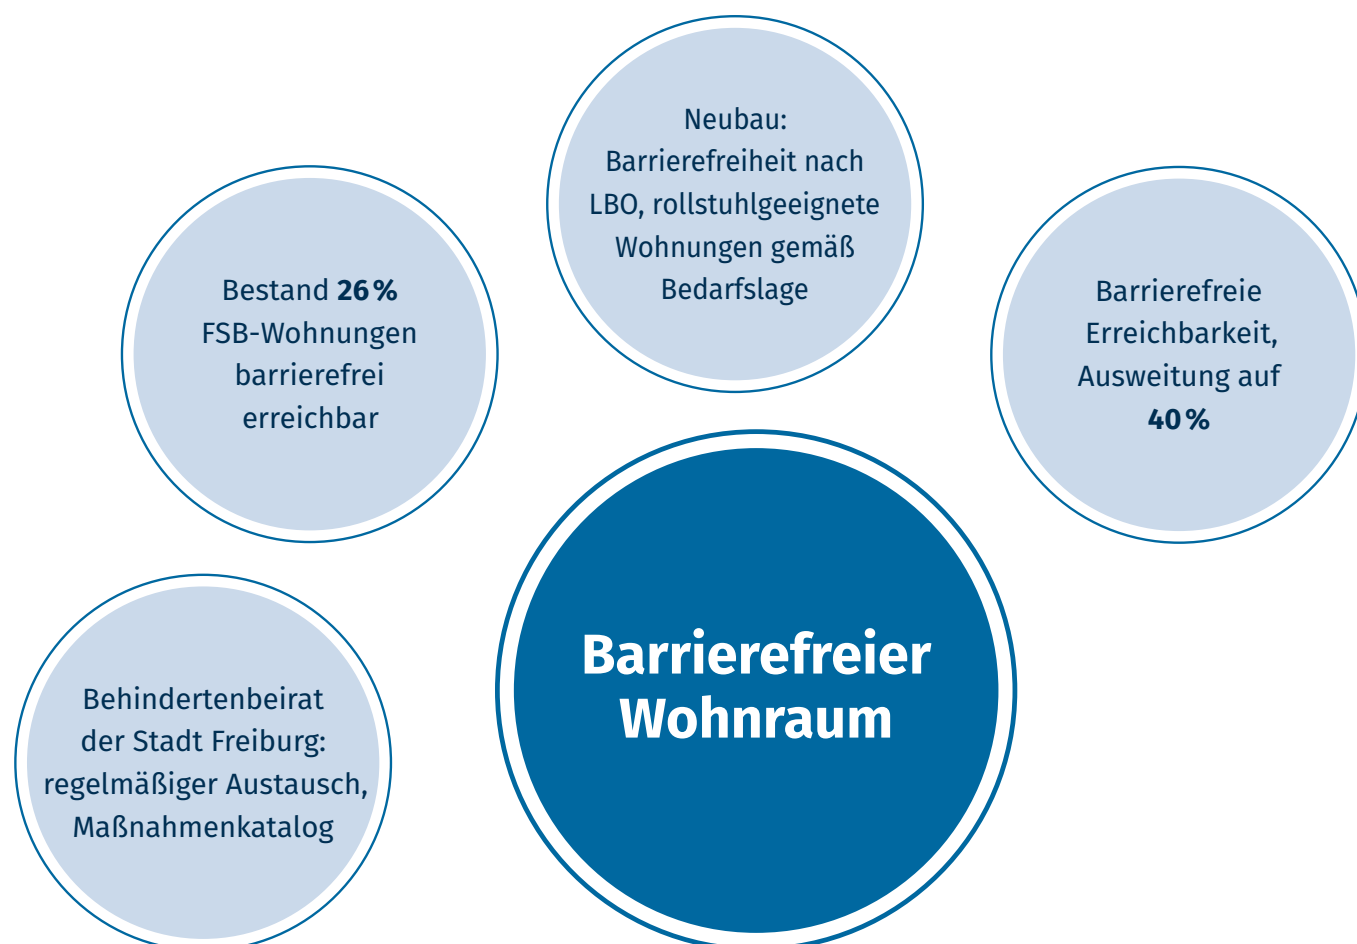 Neubau:
Barrierefreiheit nach
LBO, rollstuhlgeeignete
Wohnungen gemäß
Bedarfslage
Bestand 26 %
FSB-Wohnungen
barrierefrei
erreichbar
Barrierefreie
Erreichbarkeit,
Ausweitung auf
40 %
Behindertenbeirat
der Stadt Freiburg:
regelmäßiger Austausch,
Maßnahmenkatalog
Barrierefreier
Wohnraum